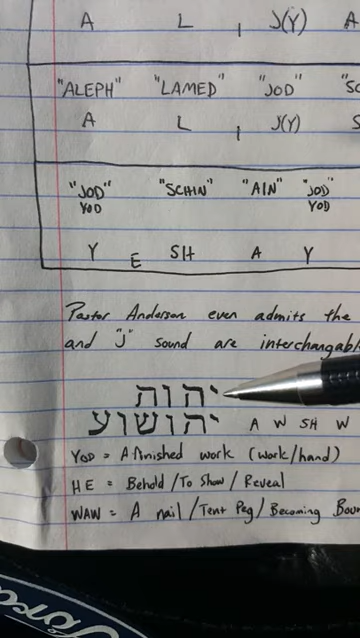 A L , J(Y) A
"ALEPH" "LAMED" "JOD" "SC
A L , J(Y) S
"JOD" "SCHIN" "AIN" "JOD"
YOD YOD
Y E SH A Y
Pastor Anderson even admits the
and "J" sound are interchangabl
יהוה
יהושוע A W SH W
YOD = A finished work (work/hand)
HE = Behold / To Show / Reveal
WAW = A nail / Tent Peg / Becoming Boun
Ford